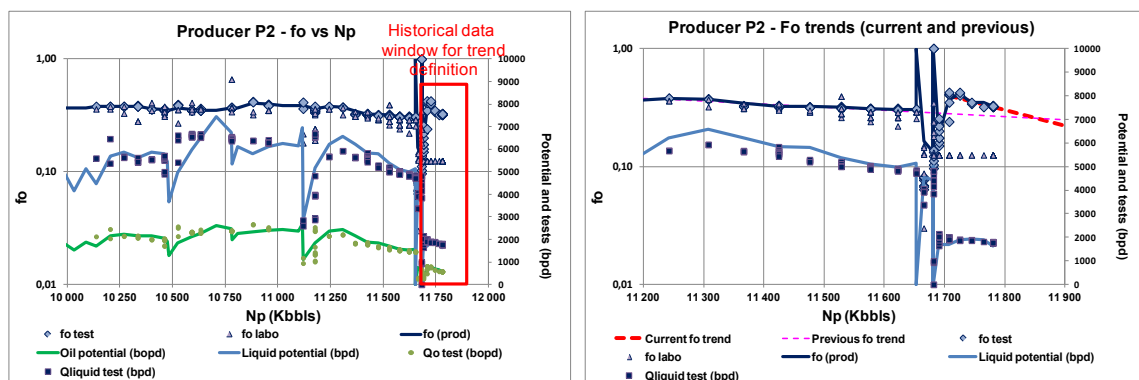 Producer P2 - fo vs Np
Historical data
window for trend
definition
1,00
0,10
0,01
fo
10000
9000
8000
7000
6000
5000
4000
3000
2000
1000
0
Potential and tests (bpd)
10 000 10 250 10 500 10 750 11 000 11 250 11 500 11 750 12 000
Np (Kbbls)
fo test fo labo fo (prod)
Oil potential (bopd) Liquid potential (bpd) Qo test (bopd)
Qliquid test (bpd)
Producer P2 - Fo trends (current and previous)
1,00
0,10
0,01
fo
10000
9000
8000
7000
6000
5000
4000
3000
2000
1000
0
Potential and tests (bpd)
11 200 11 300 11 400 11 500 11 600 11 700 11 800 11 900
Np (Kbbls)
Current fo trend Previous fo trend fo test
fo labo fo (prod) Liquid potential (bpd)
Qliquid test (bpd)